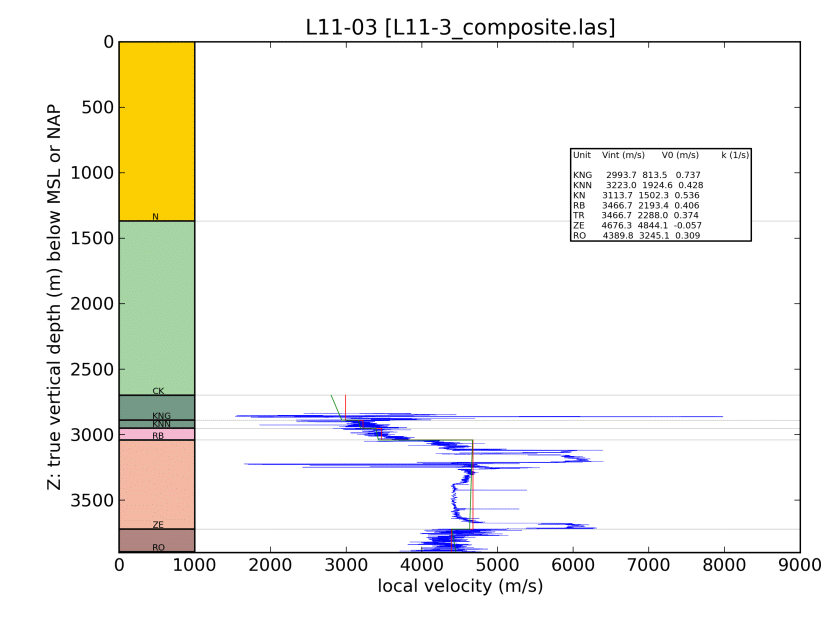 L11-03 [L11-3_composite.las]
0
500
1000
1500
2000
2500
3000
3500
Z: true vertical depth (m) below MSL or NAP
N
CK
KNG
KNN
RB
ZE
RO
Unit Vint (m/s) V0 (m/s) k (1/s)
KNG 2993.7 813.5 0.737
KNN 3223.0 1924.6 0.428
KN 3113.7 1502.3 0.536
RB 3466.7 2193.4 0.406
TR 3466.7 2288.0 0.374
ZE 4676.3 4844.1 -0.057
RO 4389.8 3245.1 0.309
0 1000 2000 3000 4000 5000 6000 7000 8000 9000
local velocity (m/s)